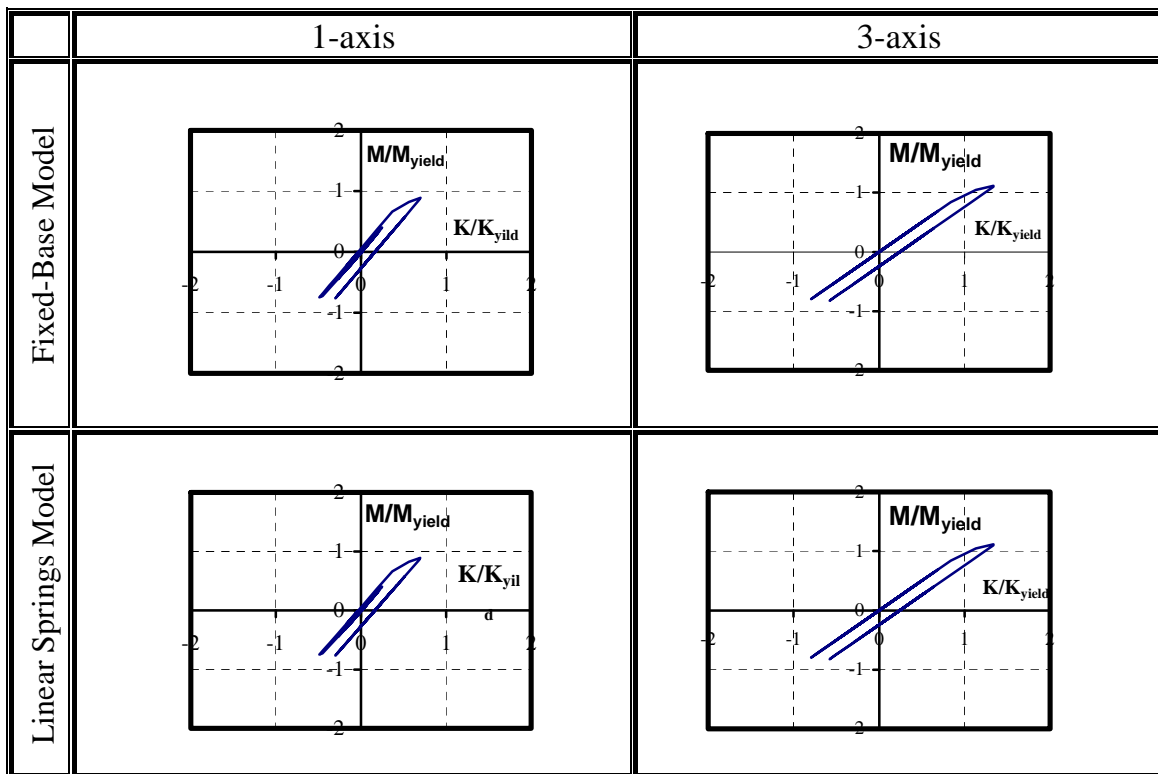 1-axis
3-axis
Fixed-Base Model
2
M/Myield
1
K/Kyild
0
-2 -1 0 1 2
-1
2
2
M/Myield
1
K/Kyield
0
-2 -1 0 1 2
-1
2
Linear Springs Model
2
M/Myield
1
K/Kyil
d
0
-2 -1 0 1 2
-1
2
2
M/Myield
1
K/Kyield
0
-2 -1 0 1 2
-1
2